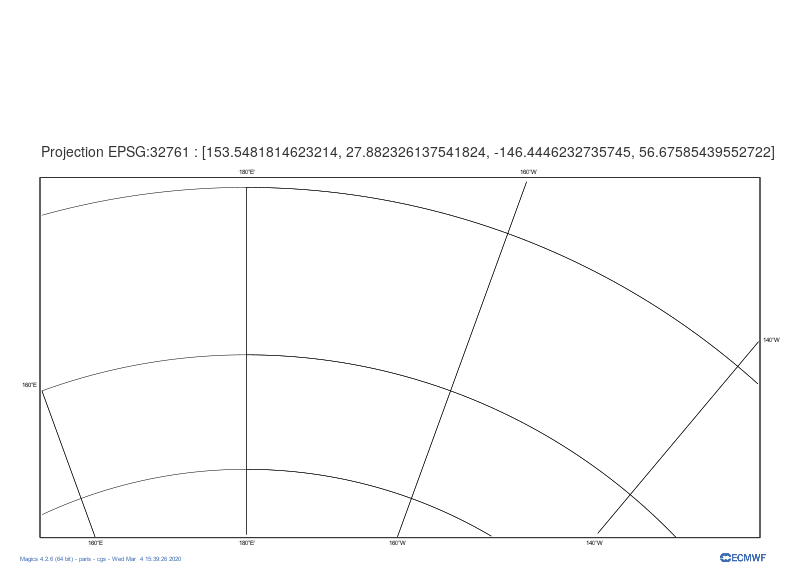 Projection EPSG:32761 : [153.5481814623214, 27.882326137541824, -146.4446232735745, 56.67585439552722]
180°E'
160°W
140°W
160°E
160°E
180°E'
160°W
140°W
Magics 4.2.6 (64 bit) - paris - cgs - Wed Mar  4 15:39:26 2020
ECMWF